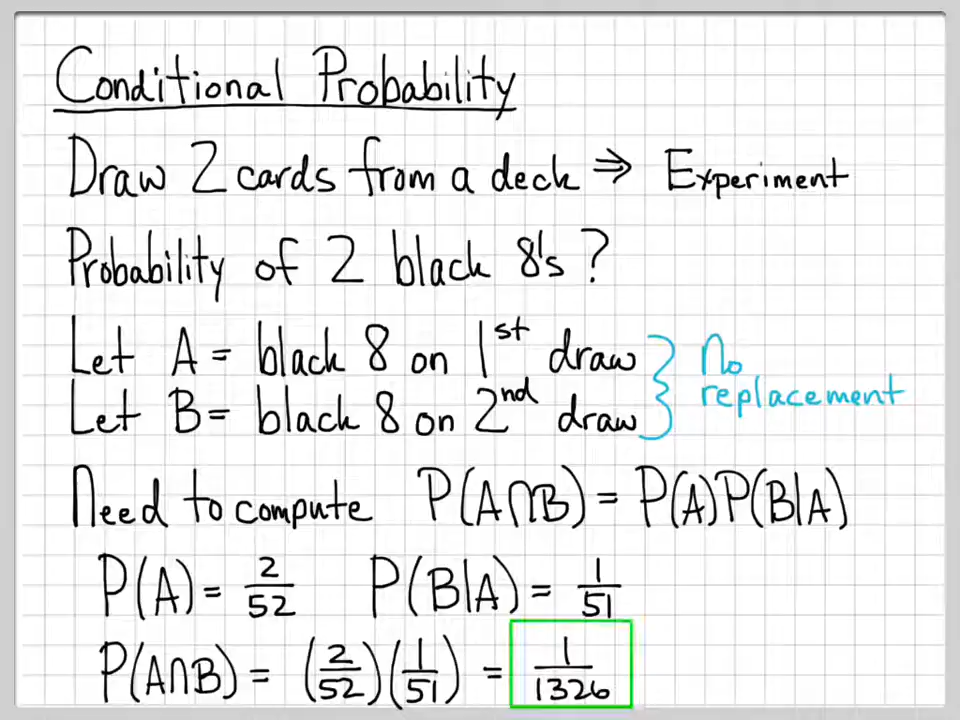 Conditional Probability
Draw 2 cards from a deck ⇒ Experiment
Probability of 2 black 8's ?
Let A = black 8 on 1st draw
Let B = black 8 on 2nd draw
No
replacement
Need to compute P(A∩B) = P(A)P(B|A)
P(A) = 2/52 P(B|A) = 1/51
P(A∩B) = (2/52)(1/51) = 1/1326